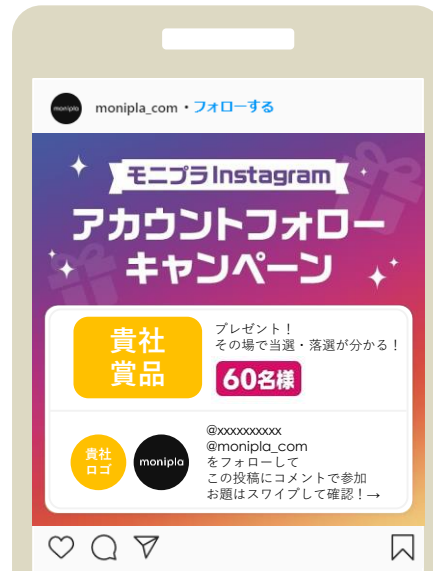 monipla
monipla_com・フォローする
モニプラInstagram
アカウントフォロー
キャンペーン
貴社
賞品
プレゼント！
その場で当選・落選が分かる！
60名様
貴社
ロゴ
monipla
@xxxxxxxxxx
@monipla_com
をフォローして
この投稿にコメントで参加
お題はスワイプして確認！→